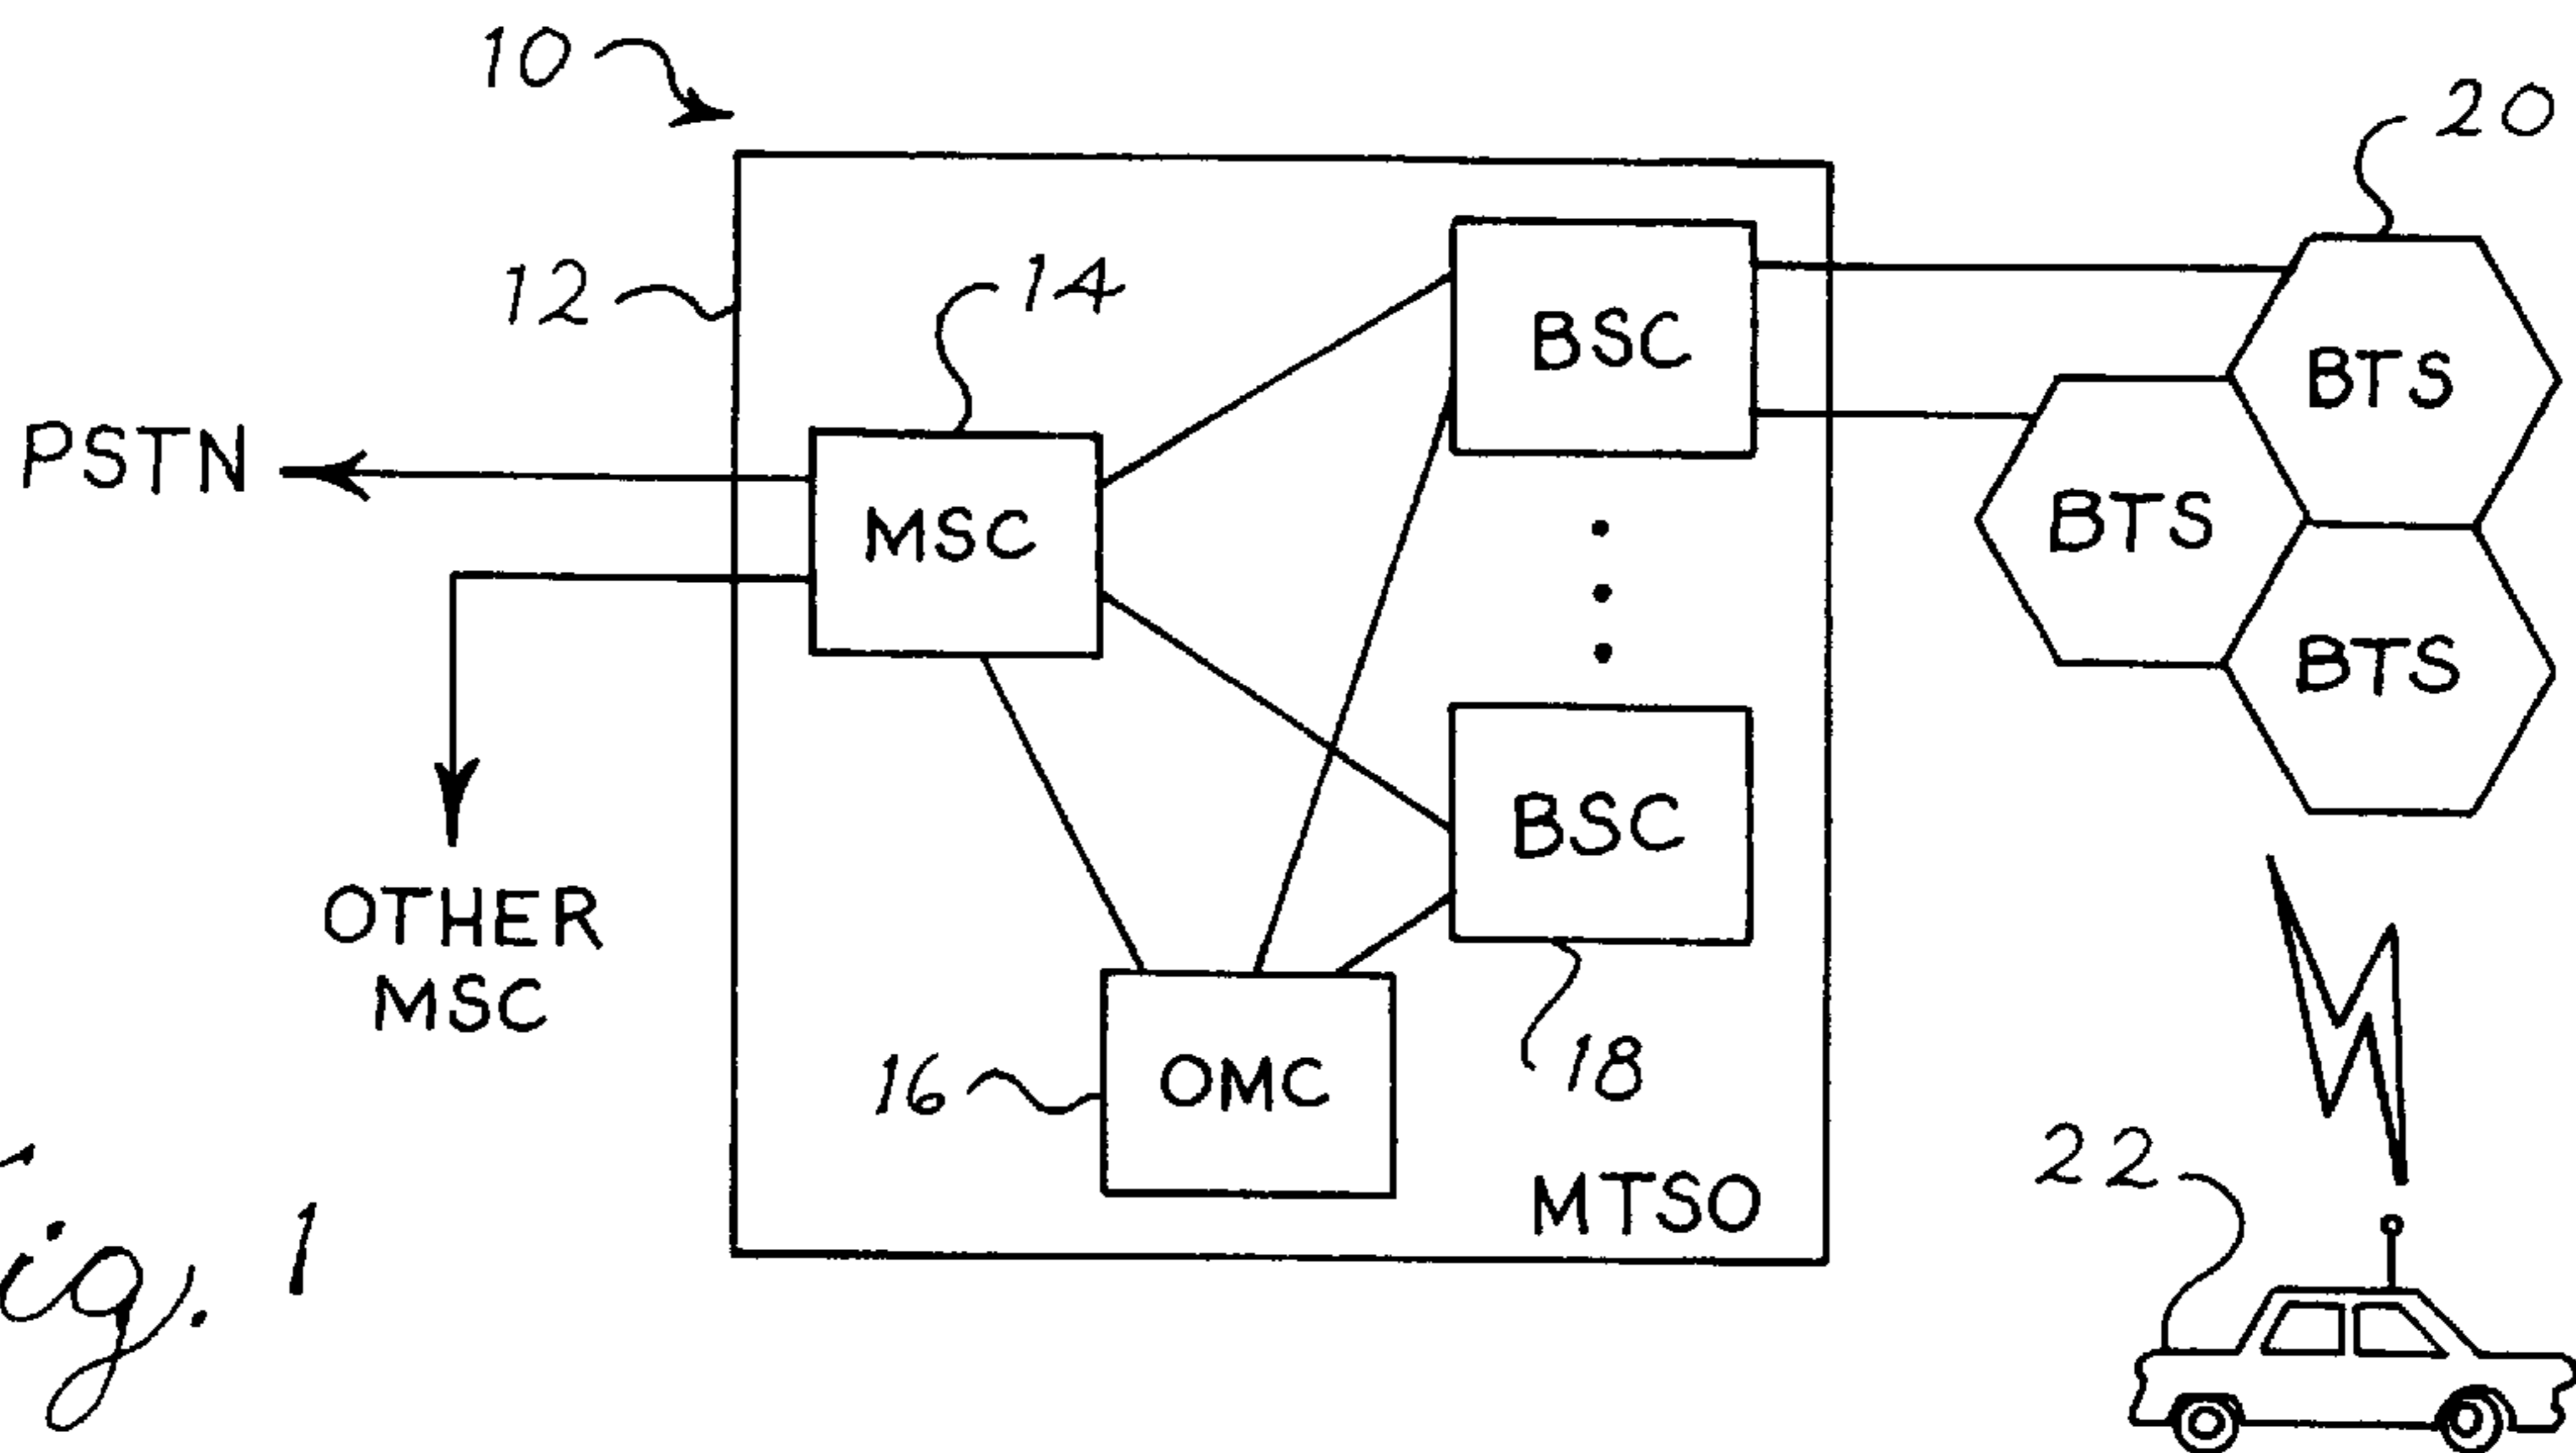 10
20
12
14
BSC
BTS
PSTN
MSC
BTS
BTS
BSC
OTHER
MSC
18
16
OMC
22
MTSO
ig. 1